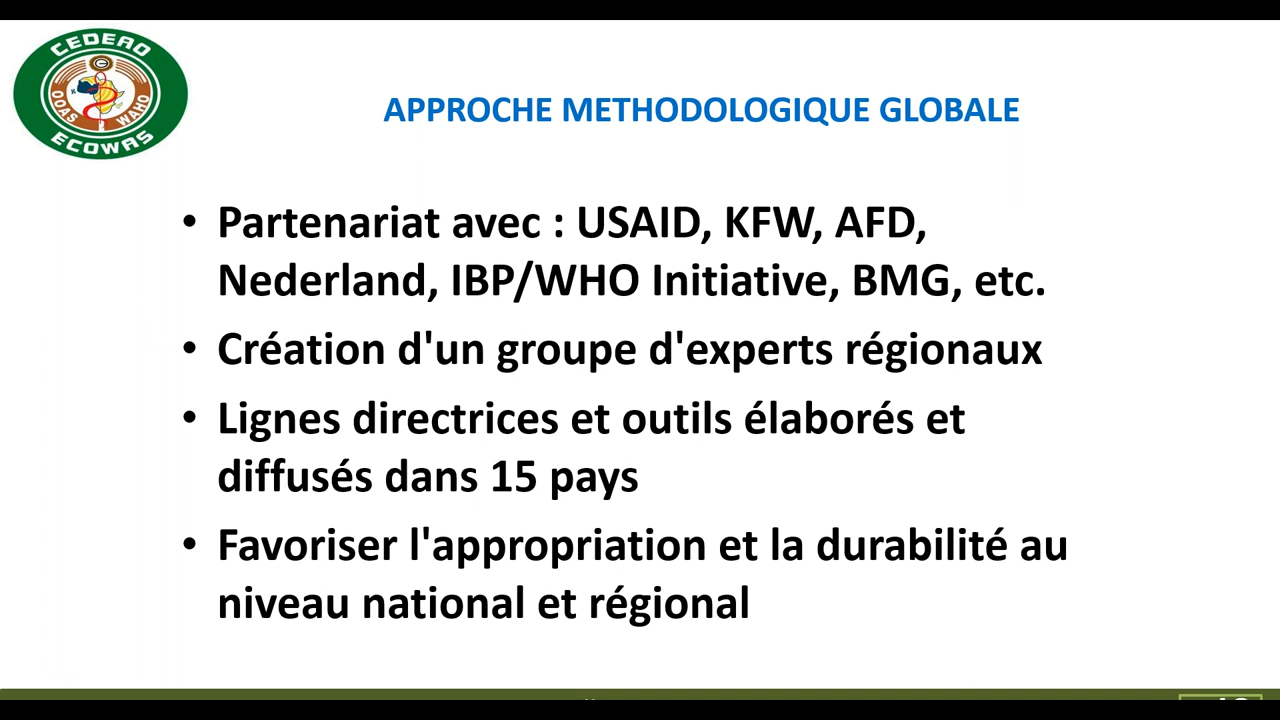 CEDEAO
OOAS WAHO
ECOWAS
APPROCHE METHODOLOGIQUE GLOBALE
• Partenariat avec : USAID, KFW, AFD,
Nederland, IBP/WHO Initiative, BMG, etc.
• Création d'un groupe d'experts régionaux
• Lignes directrices et outils élaborés et
diffusés dans 15 pays
• Favoriser l'appropriation et la durabilité au
niveau national et régional